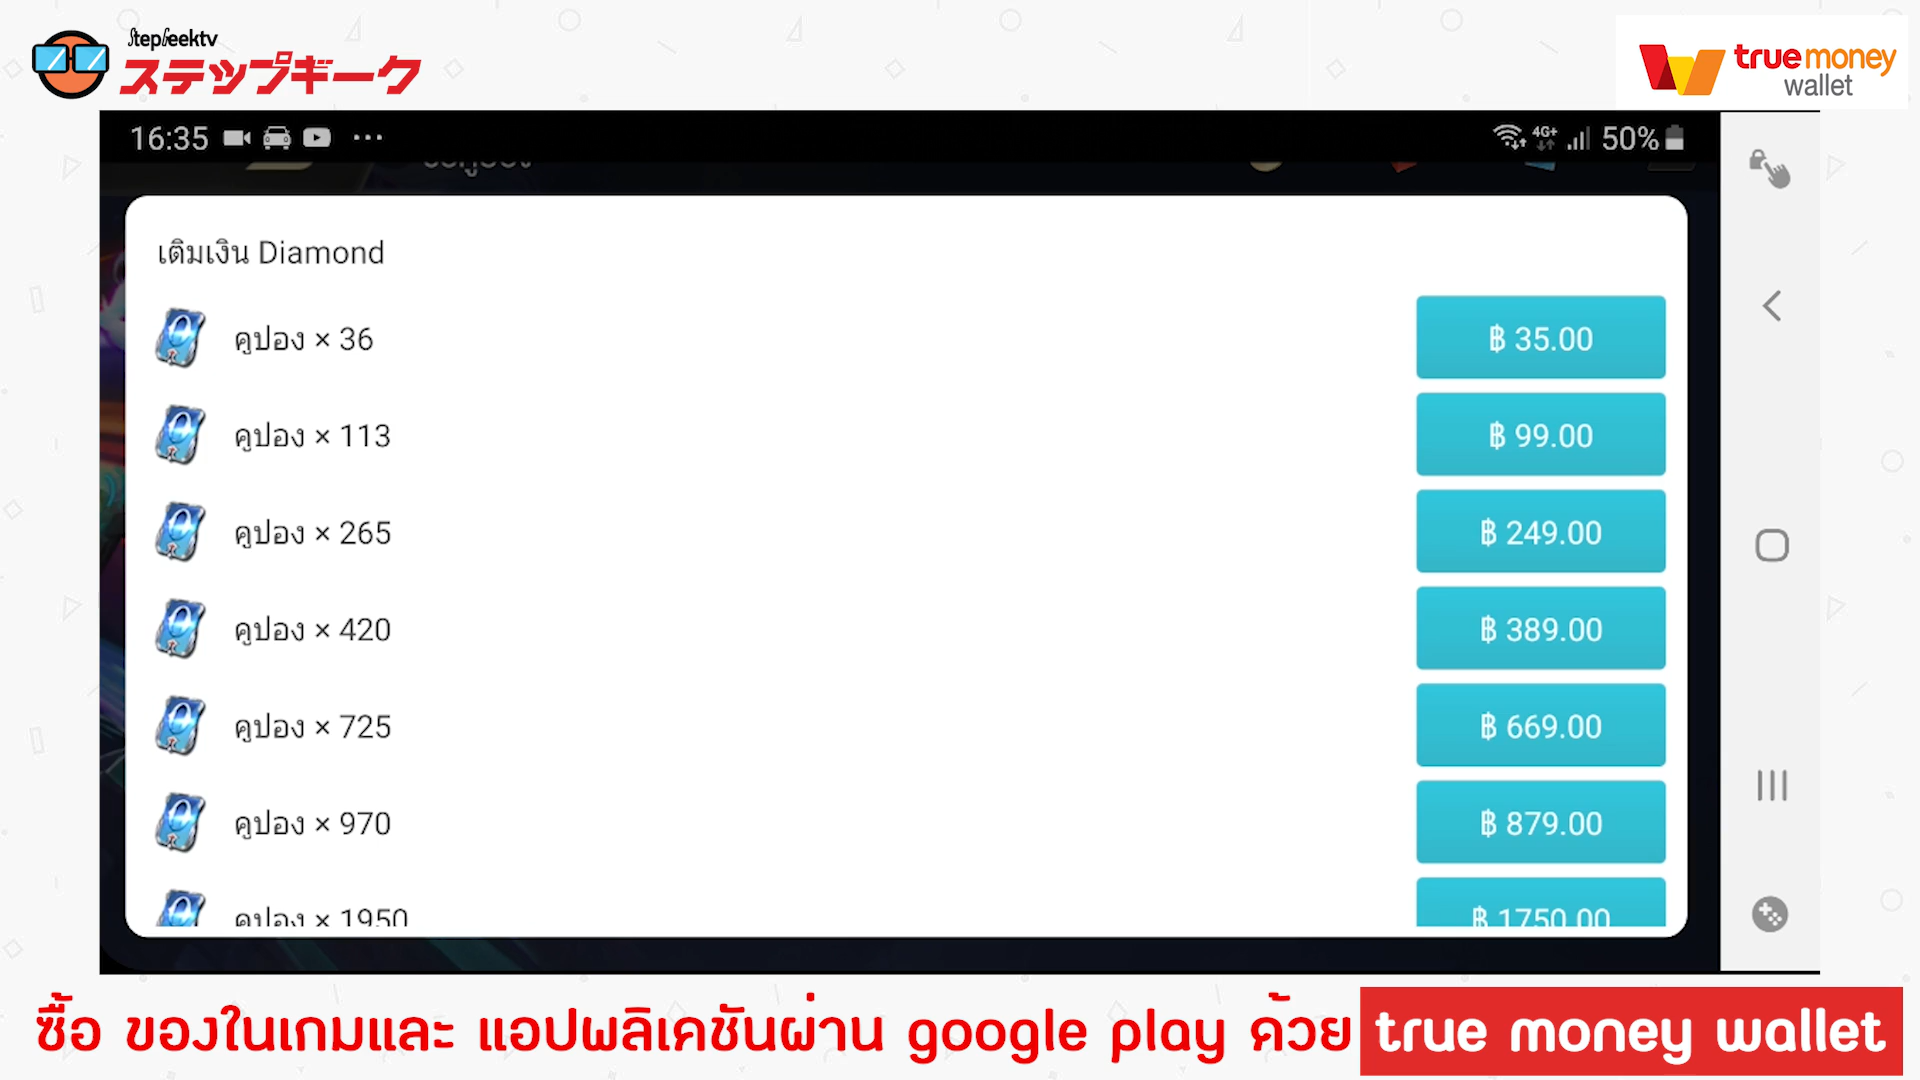 StepGeektv
ステップギーク
true money
wallet
16:35
4G+
50%
เติมเงิน Diamond
คูปอง × 36
฿ 35.00
คูปอง × 113
฿ 99.00
คูปอง × 265
฿ 249.00
คูปอง × 420
฿ 389.00
คูปอง × 725
฿ 669.00
คูปอง × 970
฿ 879.00
คูปอง × 1950
฿ 1750.00
ซื้อ ของในเกมและ แอปพลิเคชันผ่าน google play ด้วย true money wallet